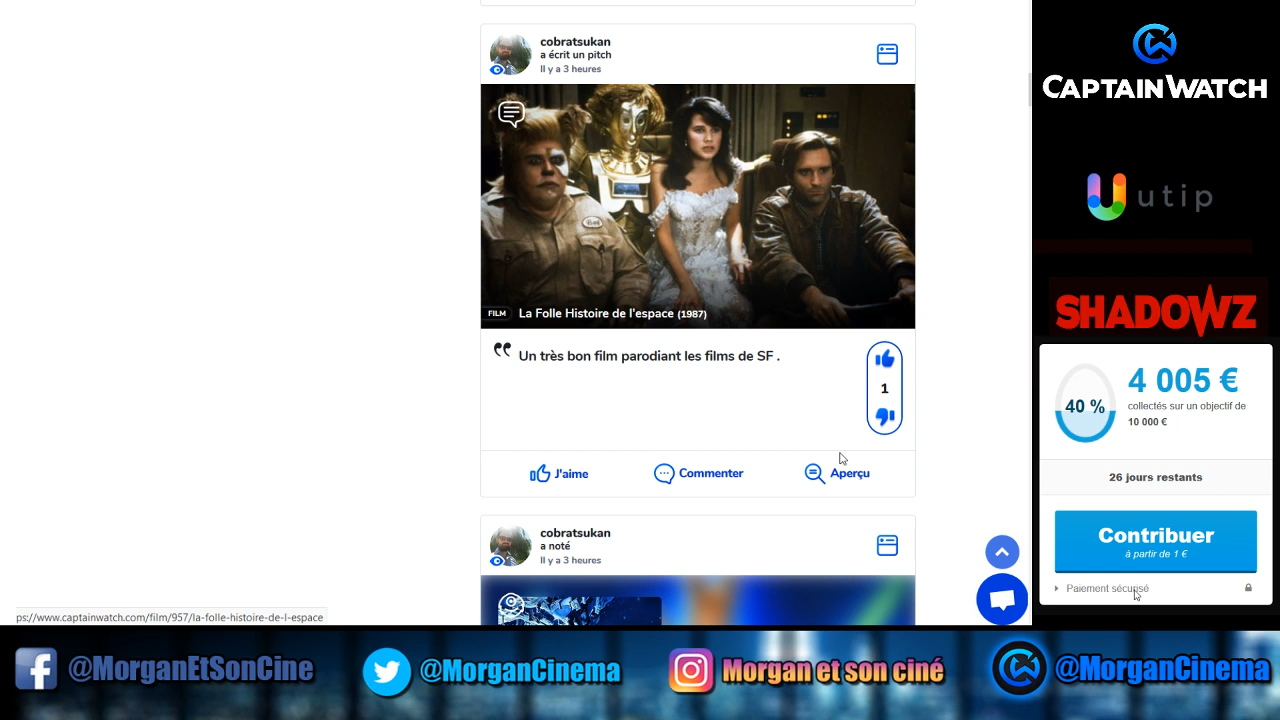 cobratsukan
a écrit un pitch
Il y a 3 heures
FILM La Folle Histoire de l'espace (1987)
Un très bon film parodiant les films de SF .
1
J'aime
Commenter
Aperçu
cobratsukan
a noté
Il y a 3 heures
ps://www.captainwatch.com/film/957/la-folle-histoire-de-l-espace
CAPTAINWATCH
utip
SHADOWZ
40 %
4 005 €
collectés sur un objectif de
10 000 €
26 jours restants
Contribuer
à partir de 1 €
Paiement sécurisé
@MorganEtSonCine
@MorganCinema
Morgan et son ciné
@MorganCinema